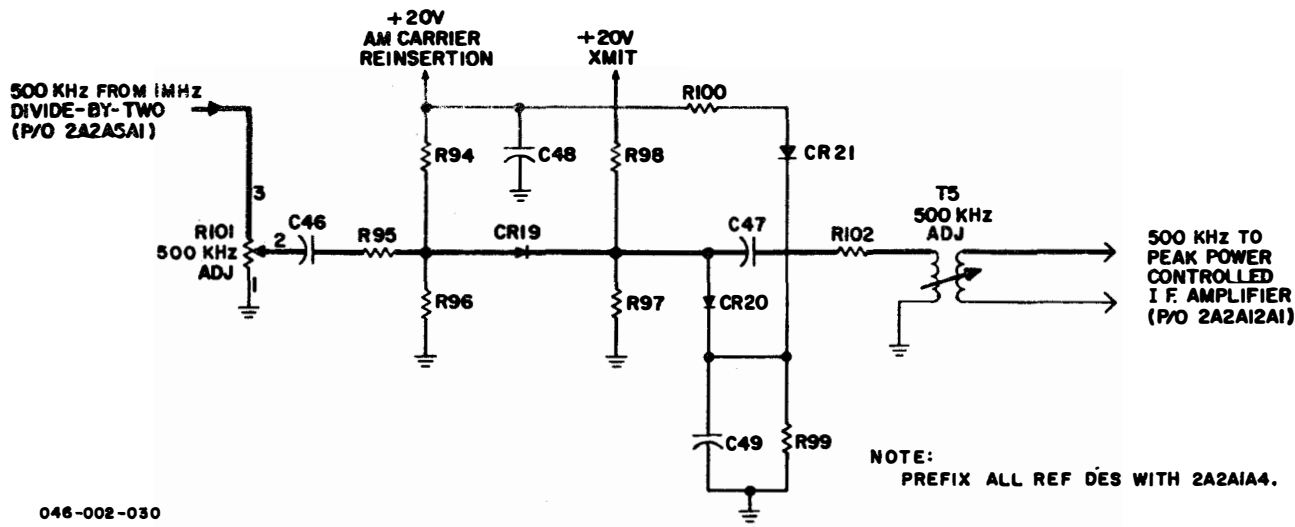 +20V
AM CARRIER
REINSERTION
+20V
XMIT
500 KHz FROM 1MHz
DIVIDE-BY-TWO
(P/O 2A2A5A1)
R100
R94
C48
R98
CR21
3
R101
500 KHz
ADJ
2
1
C46
R95
CR19
C47
R102
T5
500 KHz
ADJ
500 KHz TO
PEAK POWER
CONTROLLED
I F. AMPLIFIER
(P/O 2A2A12A1)
R96
R97
CR20
C49
R99
NOTE:
PREFIX ALL REF DES WITH 2A2A1A4.
046-002-030